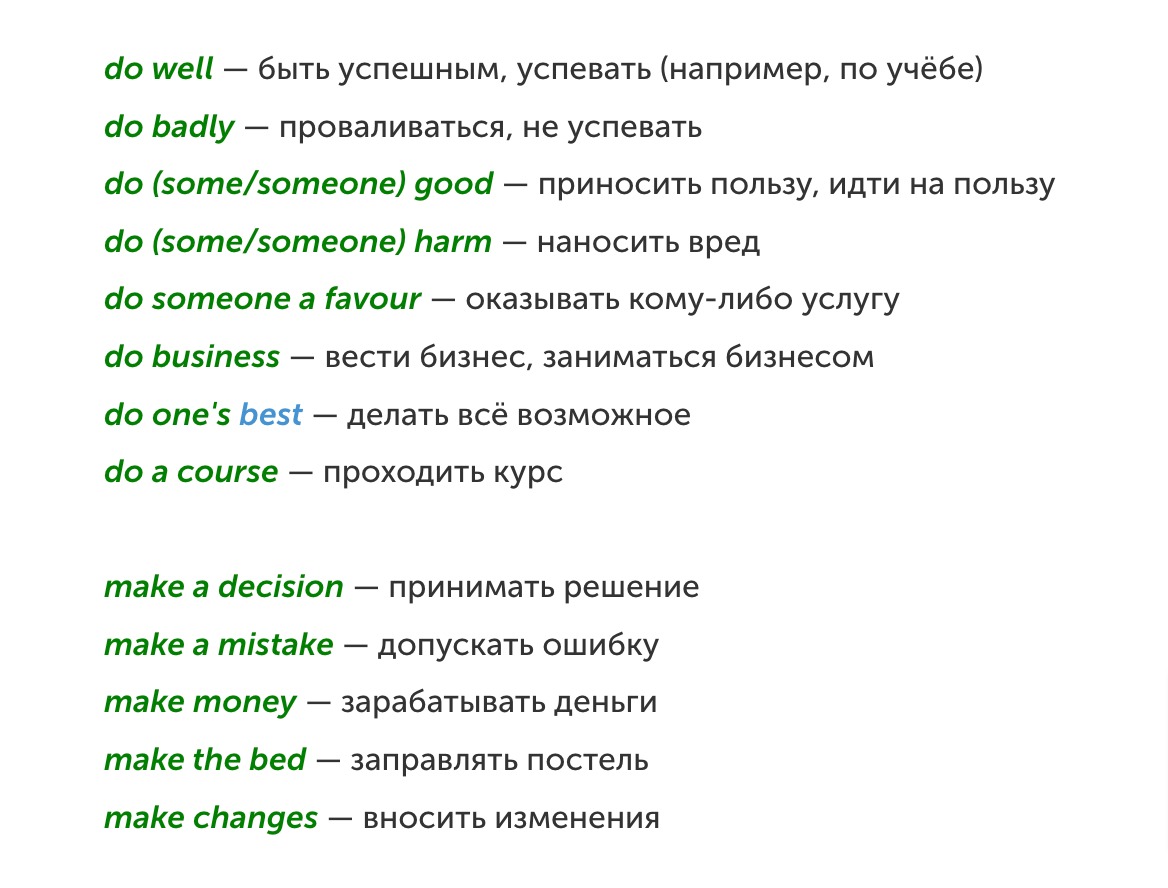 do well — быть успешным, успевать (например, по учёбе)
do badly — проваливаться, не успевать
do (some/someone) good — приносить пользу, идти на пользу
do (some/someone) harm — наносить вред
do someone a favour — оказывать кому-либо услугу
do business — вести бизнес, заниматься бизнесом
do one's best — делать всё возможное
do a course — проходить курс
make a decision — принимать решение
make a mistake — допускать ошибку
make money — зарабатывать деньги
make the bed — заправлять постель
make changes — вносить изменения